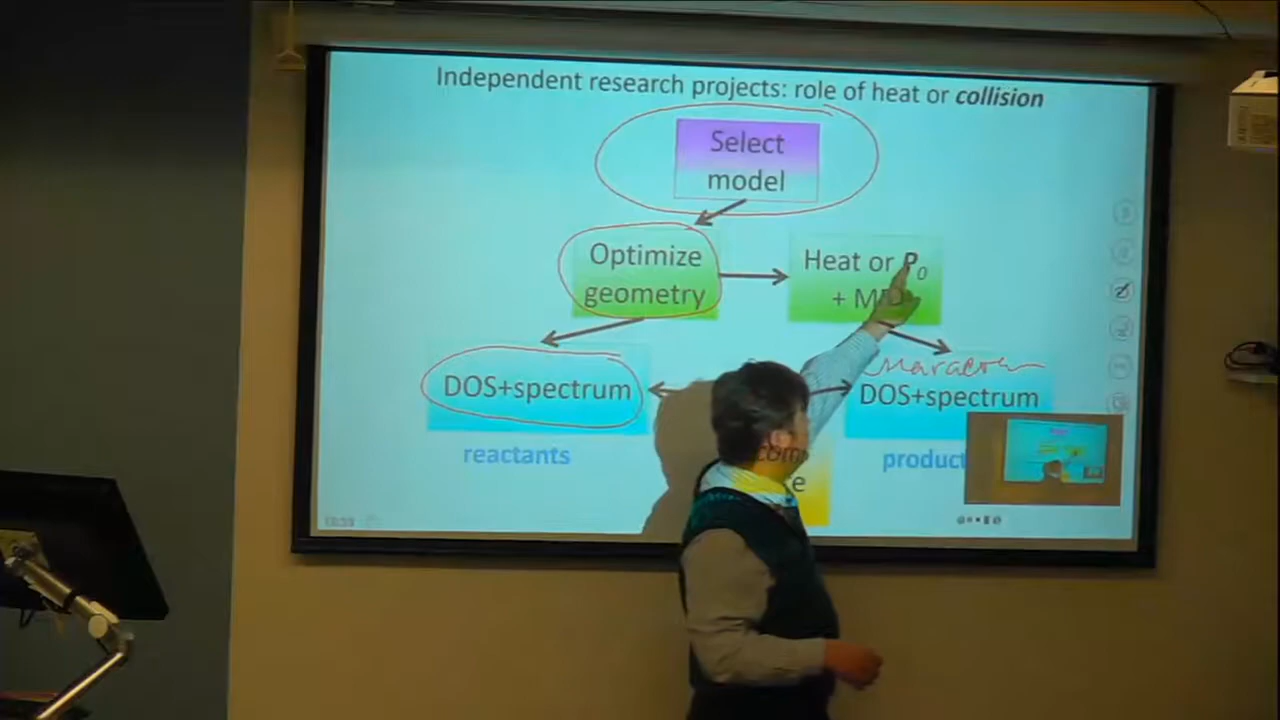 Independent research projects: role of heat or collision
Select
model
Optimize
geometry
Heat or P0
+ MD
DOS+spectrum
DOS+spectrum
reactants
com
product
e